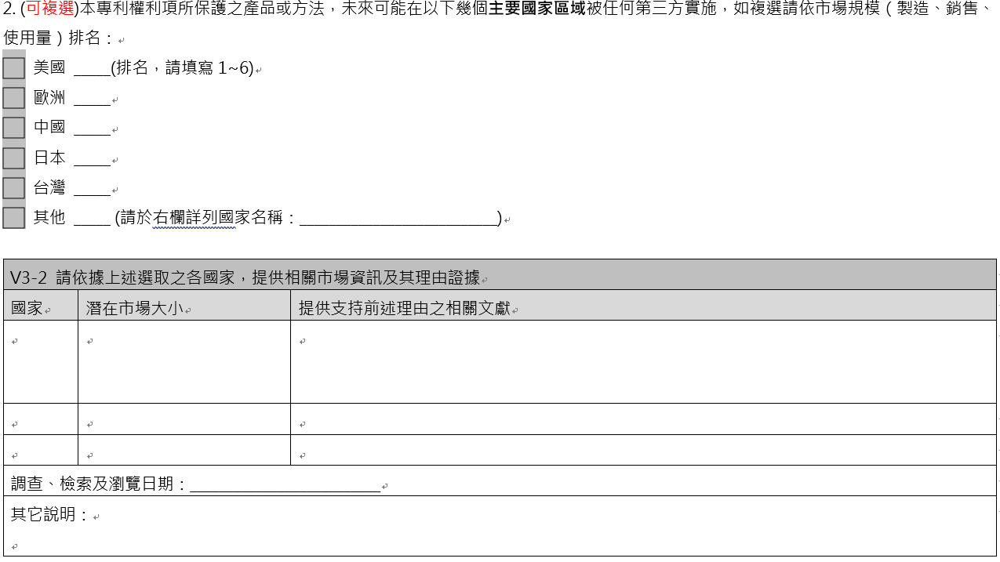 2. (可複選)本專利權利項所保護之產品或方法，未來可能在以下幾個主要國家區域被任何第三方實施，如複選請依市場規模（製造、銷售、
使用量）排名：
美國 _____(排名，請填寫 1~6)
歐洲 _____
中國 _____
日本 _____
台灣 _____
其他 _____ (請於右欄詳列國家名稱：___________________________)
V3-2 請依據上述選取之各國家，提供相關市場資訊及其理由證據
國家 潛在市場大小 提供支持前述理由之相關文獻
調查、檢索及瀏覽日期：__________________________
其它說明：